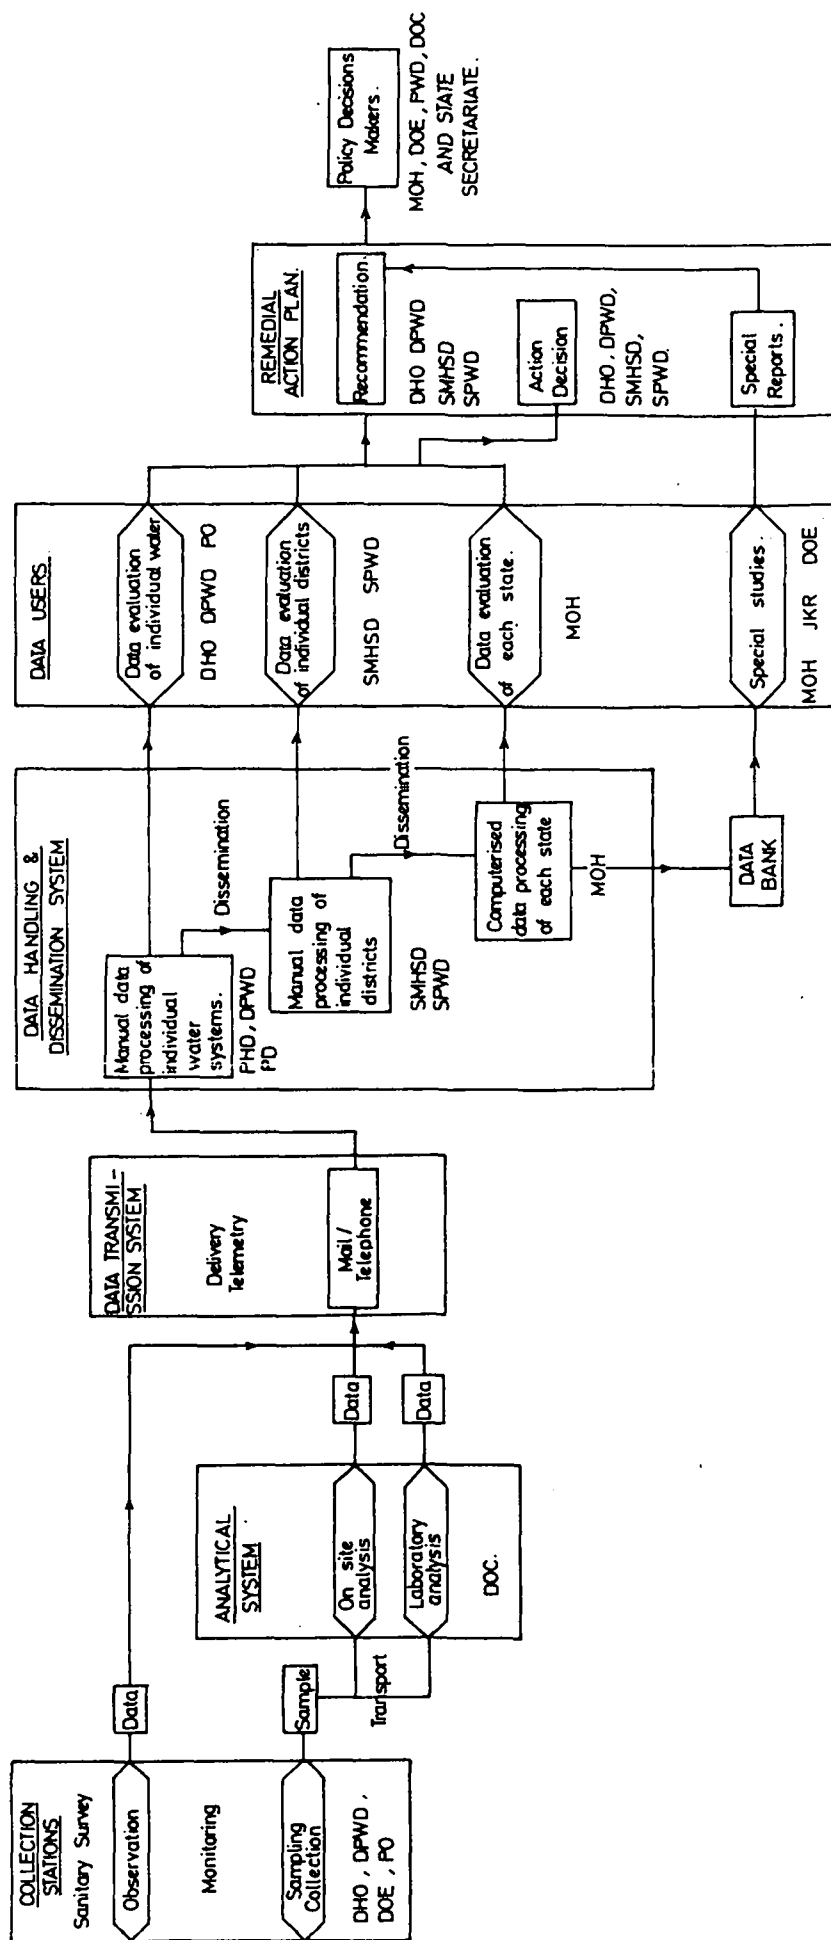 COLLECTION
STATIONS
Sanitary Survey
Observation
Monitoring
Sampling
Collection
DHO, DPWD,
DOE, PO
Data
Sample
Transport
ANALYTICAL
SYSTEM
On site
analysis
Laboratory
analysis
DOC.
Data
Data
DATA TRANSMI-
SSION SYSTEM
Delivery
Telemetry
Mail/
Telephone
DATA HANDLING &
DISSEMINATION SYSTEM
Manual data
processing of
individual
water
systems.
PHD, DPWD
PD
Dissemination
Manual data
processing of
individual
districts
SMHSD
SPWD
Dissemination
Computerised
data processing
of each state
MOH
DATA
BANK
DATA USERS
Data evaluation
of individual water
DHO DPWD PO
Data evaluation
of individual districts
SMHSD SPWD
Data evaluation
of each state.
MOH
Special studies.
MOH JKR DOE
REMEDIAL
ACTION PLAN.
Recommendation.
DHO DPWD
SMHSD
SPWD
Action
Decision
DHO, DPWD,
SMHSD,
SPWD.
Special
Reports.
Policy Decisions
Makers.
MOH, DOE, PWD, DOC
AND STATE
SECRETARIATE.